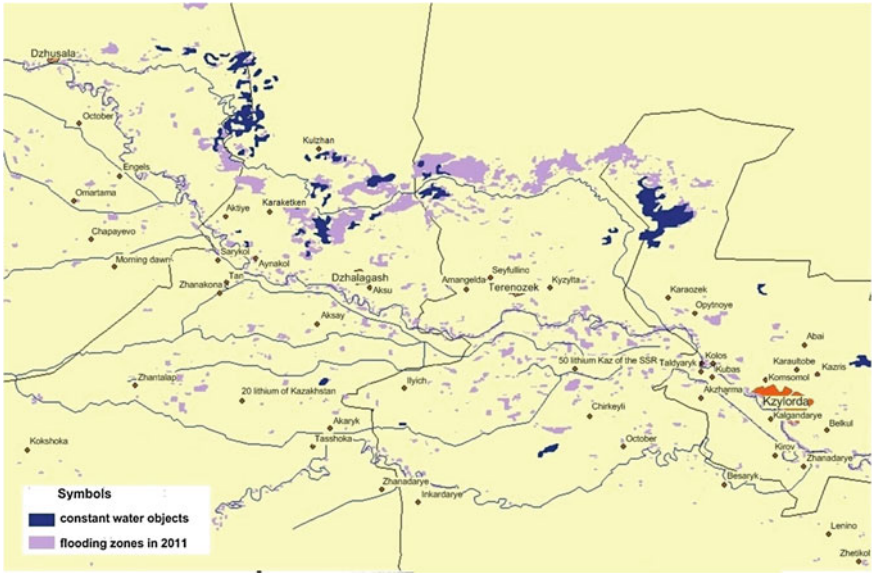 Dzhusala
October
Kulzhan
Engels
Omartama
Karaketken
Aktiye
Chapayevo
Sarykol
Aynakol
Morning dawn
Tan
Zhanakona
Dzhalagash
Aksu
Seyfullino
Amangelda
Terenozek
Kyzylta
Karaozek
Opytnoye
Aksay
Abai
Kolos
50 lithium Kaz of the SSR
Taldyaryk
Kubas
Karaultobe
Kazris
Komsomol
Zhantalap
Ilyich
20 lithium of Kazakhstan
Akzharma
Kzylorda
Chirkeyli
Kalgandarye
Akaryk
Belkul
Kokshoka
Tasshoka
October
Kirov
Zhanadarye
Besaryk
Zhanadarye
Inkardarye
Symbols
constant water objects
flooding zones in 2011
Lenino
Zhetikol